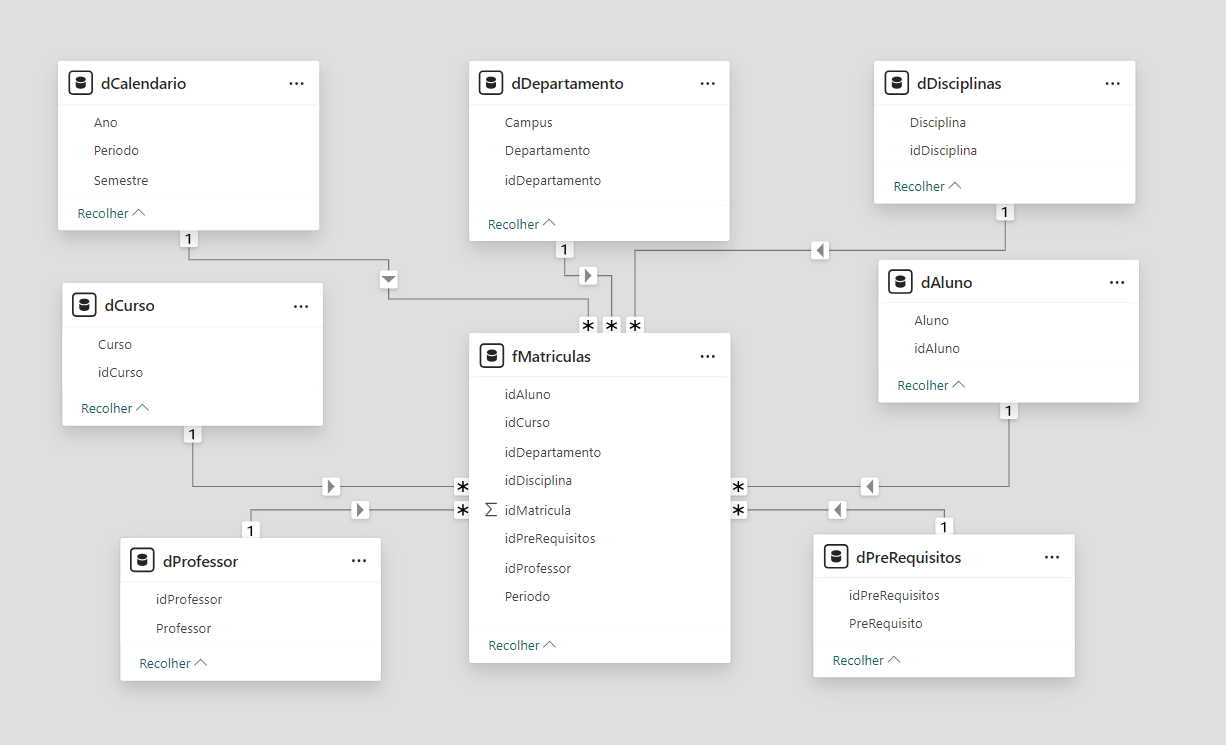 dCalendario
Ano
Periodo
Semestre
Recolher
1
dDepartamento
Campus
Departamento
idDepartamento
Recolher
1
dDisciplinas
Disciplina
idDisciplina
Recolher
1
dCurso
Curso
idCurso
Recolher
1
* * *
fMatriculas
idAluno
idCurso
idDepartamento
idDisciplina
∑ idMatricula
idPreRequisitos
idProfessor
Periodo
Recolher
*
*
*
*
dAluno
Aluno
idAluno
Recolher
1
1
dProfessor
idProfessor
Professor
Recolher
1
dPreRequisitos
idPreRequisitos
PreRequisito
Recolher